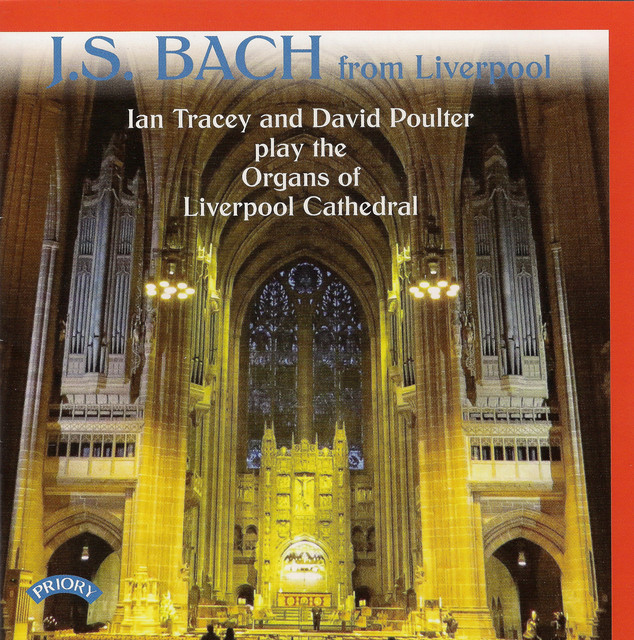 J.S. BACH from Liverpool
Ian Tracey and David Poulter
play the
Organs of
Liverpool Cathedral
PRIORY